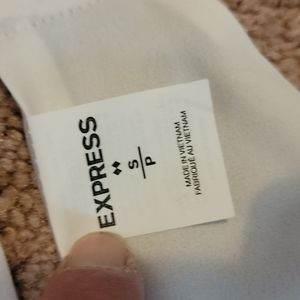 EXPRESS
S
P
MADE IN VIETNAM
FABRIQUÉ AU VIETNAM